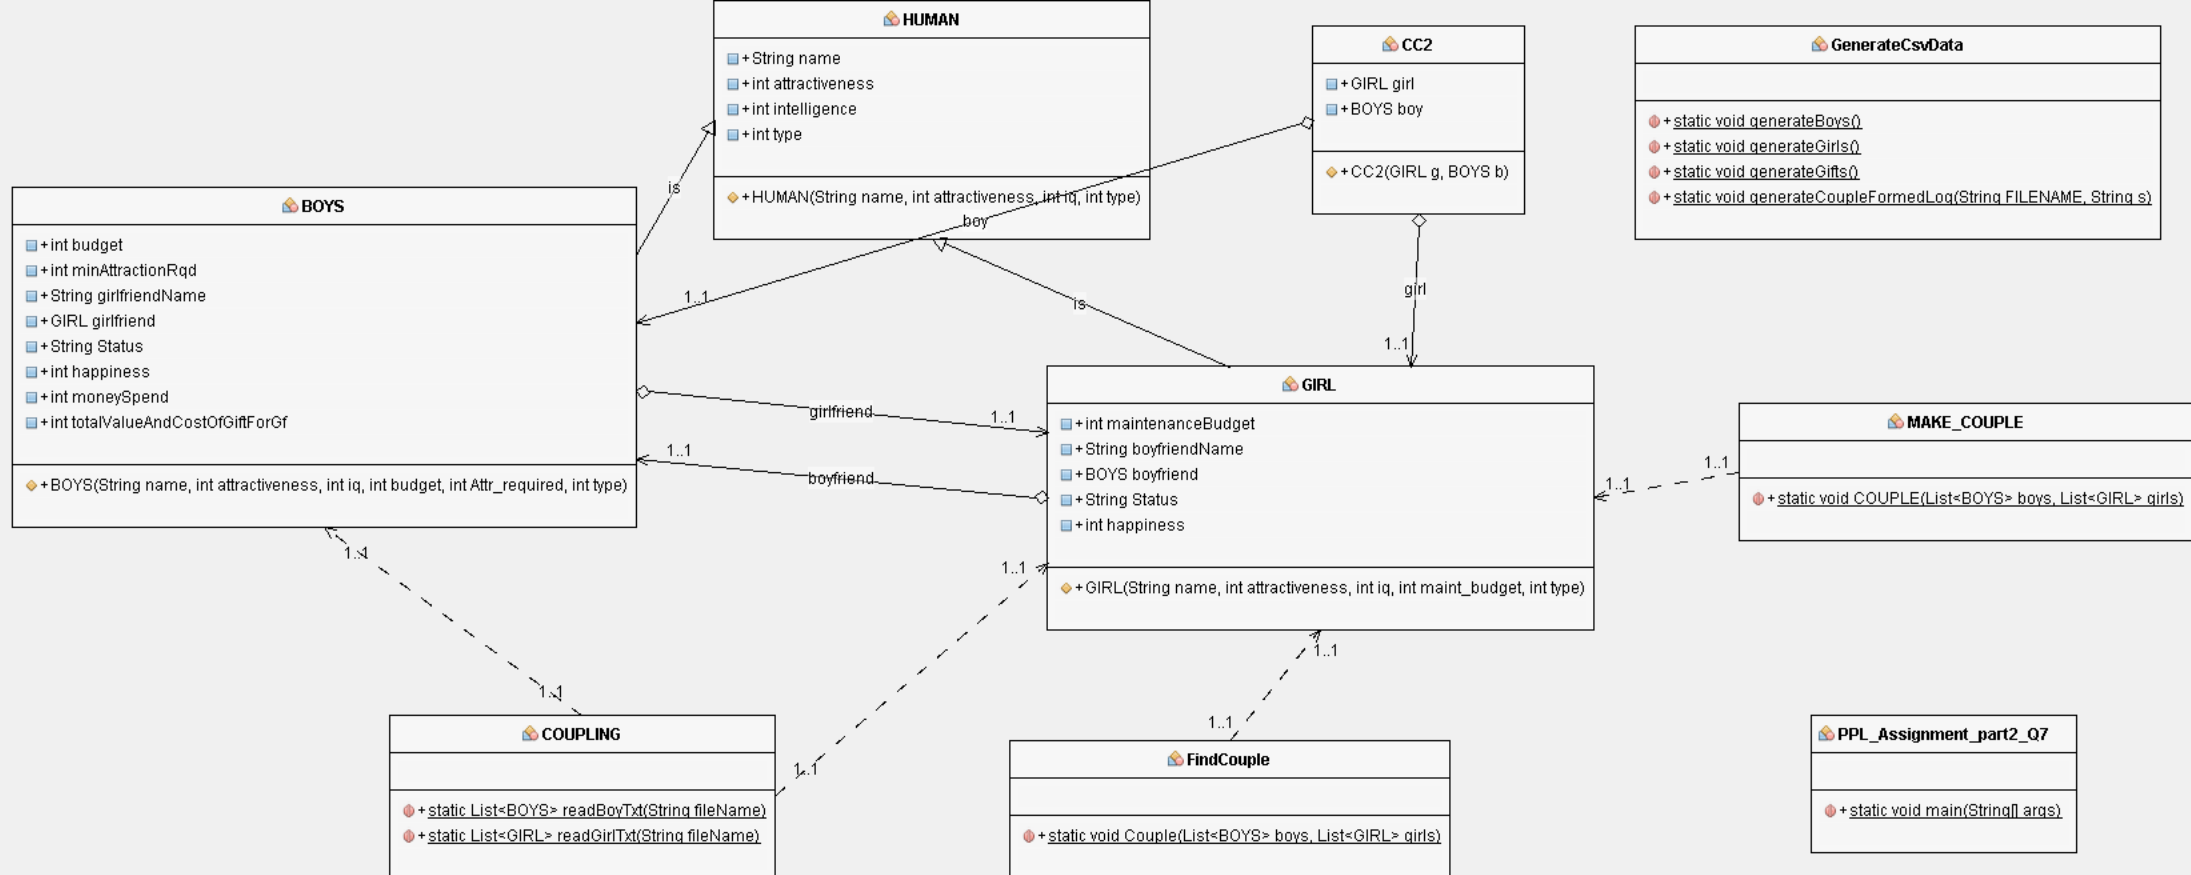 HUMAN
+String name
+int attractiveness
+int intelligence
+int type
+HUMAN(String name, int attractiveness, int iq, int type)
CC2
+GIRL girl
+BOYS boy
+CC2(GIRL g, BOYS b)
GenerateCsvData
+static void generateBoys()
+static void generateGirls()
+static void generateGifts()
+static void generateCoupleFormedLog(String FILENAME, String s)
is
boy
1..1
BOYS
+int budget
+int minAttractionRqd
+String girlfriendName
+GIRL girlfriend
+String Status
+int happiness
+int moneySpend
+int totalValueAndCostOfGiftForGf
+BOYS(String name, int attractiveness, int iq, int budget, int Attr_required, int type)
is
girl
1..1
girlfriend
1..1
1..1
boyfriend
GIRL
+int maintenanceBudget
+String boyfriendName
+BOYS boyfriend
+String Status
+int happiness
+GIRL(String name, int attractiveness, int iq, int maint_budget, int type)
1..1
1..1
MAKE_COUPLE
+static void COUPLE(List<BOYS> boys, List<GIRL> girls)
1..1
1..1
1..1
1..1
1..1
1..1
COUPLING
+static List<BOYS> readBoyTxt(String fileName)
+static List<GIRL> readGirlTxt(String fileName)
FindCouple
+static void Couple(List<BOYS> boys, List<GIRL> girls)
PPL_Assignment_part2_Q7
+static void main(String[] args)